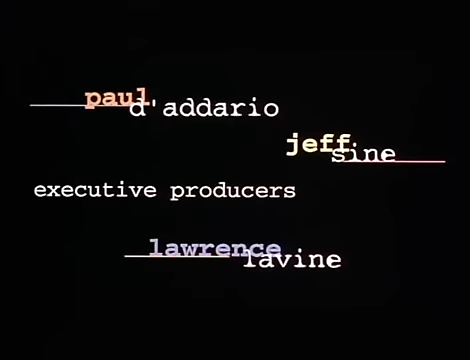 paul
d'addario
jeff
sine
executive producers
lawrence
lavine